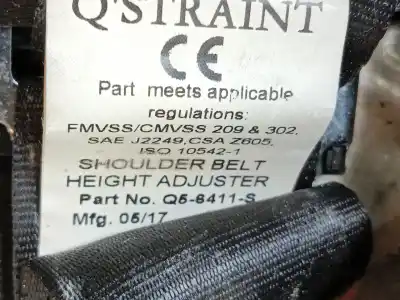 Q'STRAINT
CE
Part meets applicable
regulations:
FMVSS/CMVSS 209 & 302,
SAE J2249, CSA Z605,
ISO 10542-1
SHOULDER BELT
HEIGHT ADJUSTER
Part No. Q5-6411-S
Mfg. 05/17